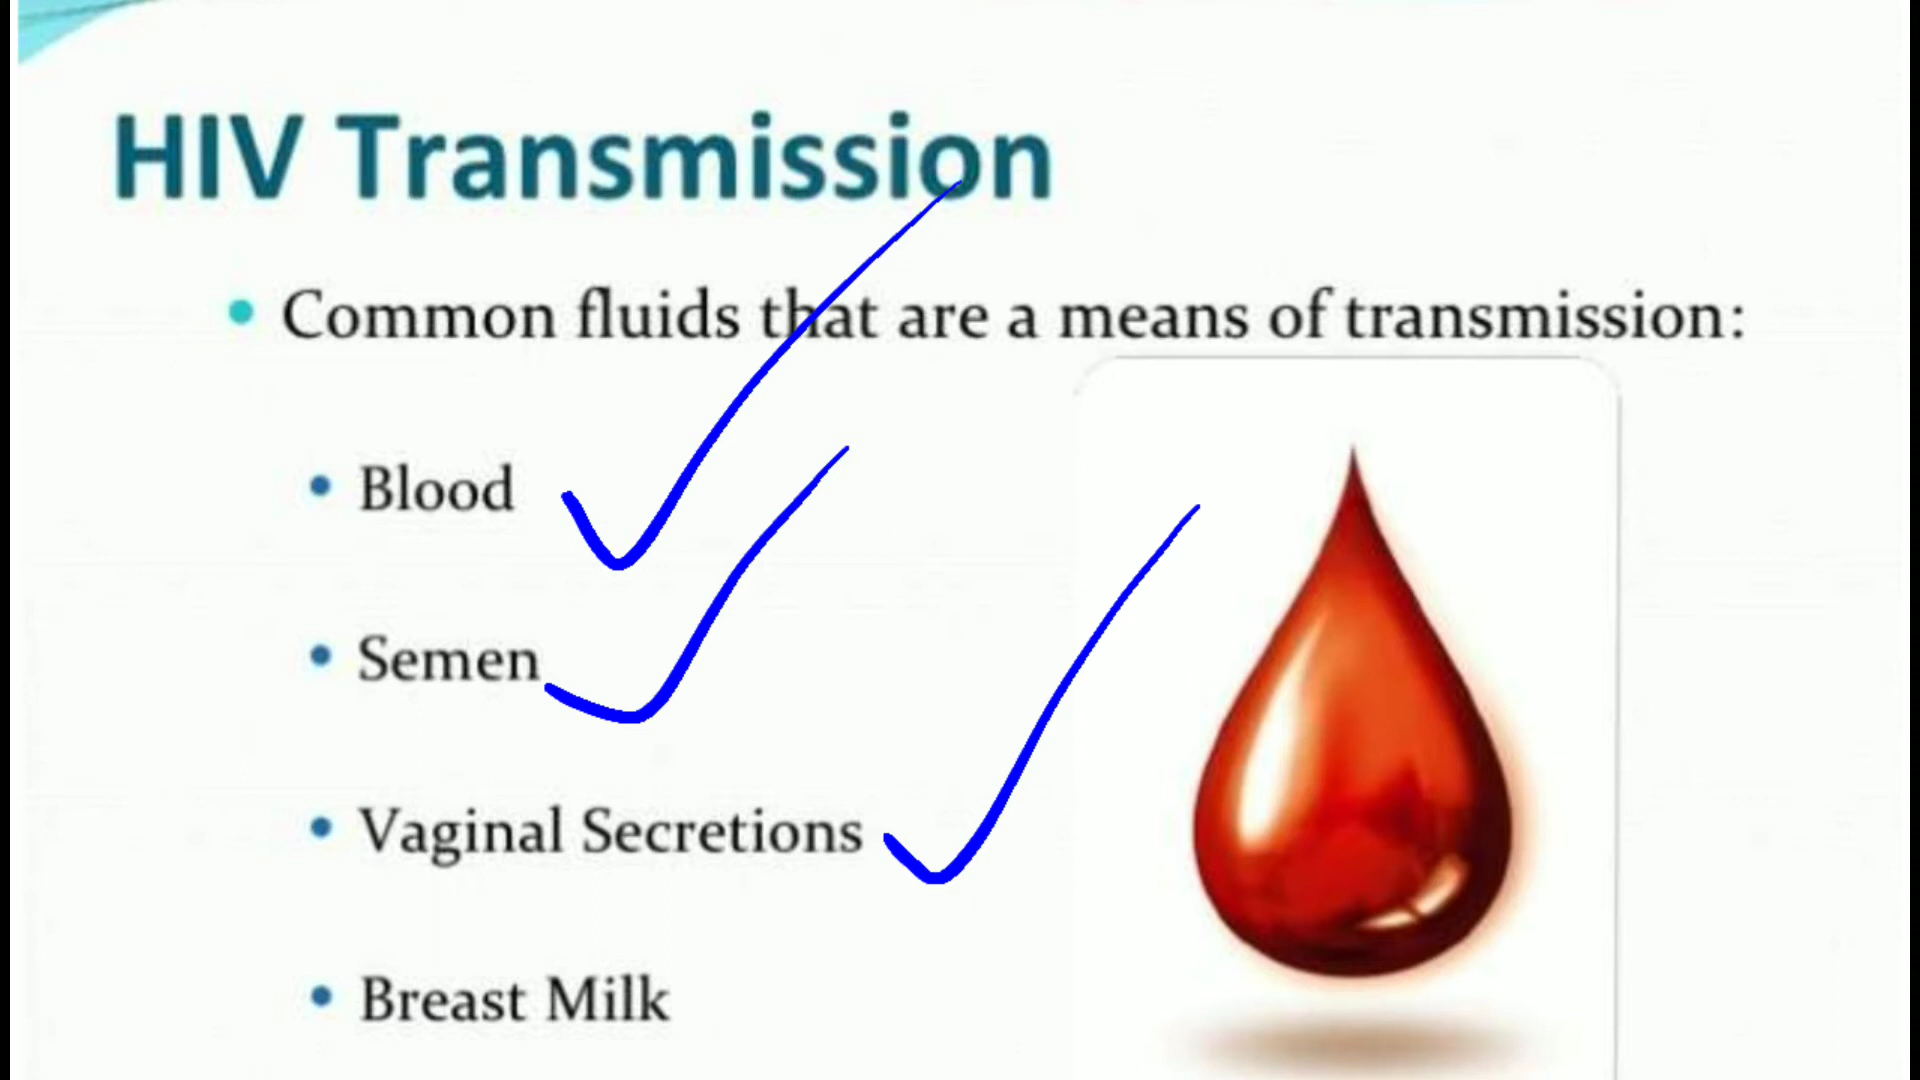 HIV Transmission
Common fluids that are a means of transmission:
Blood
Semen
Vaginal Secretions
Breast Milk